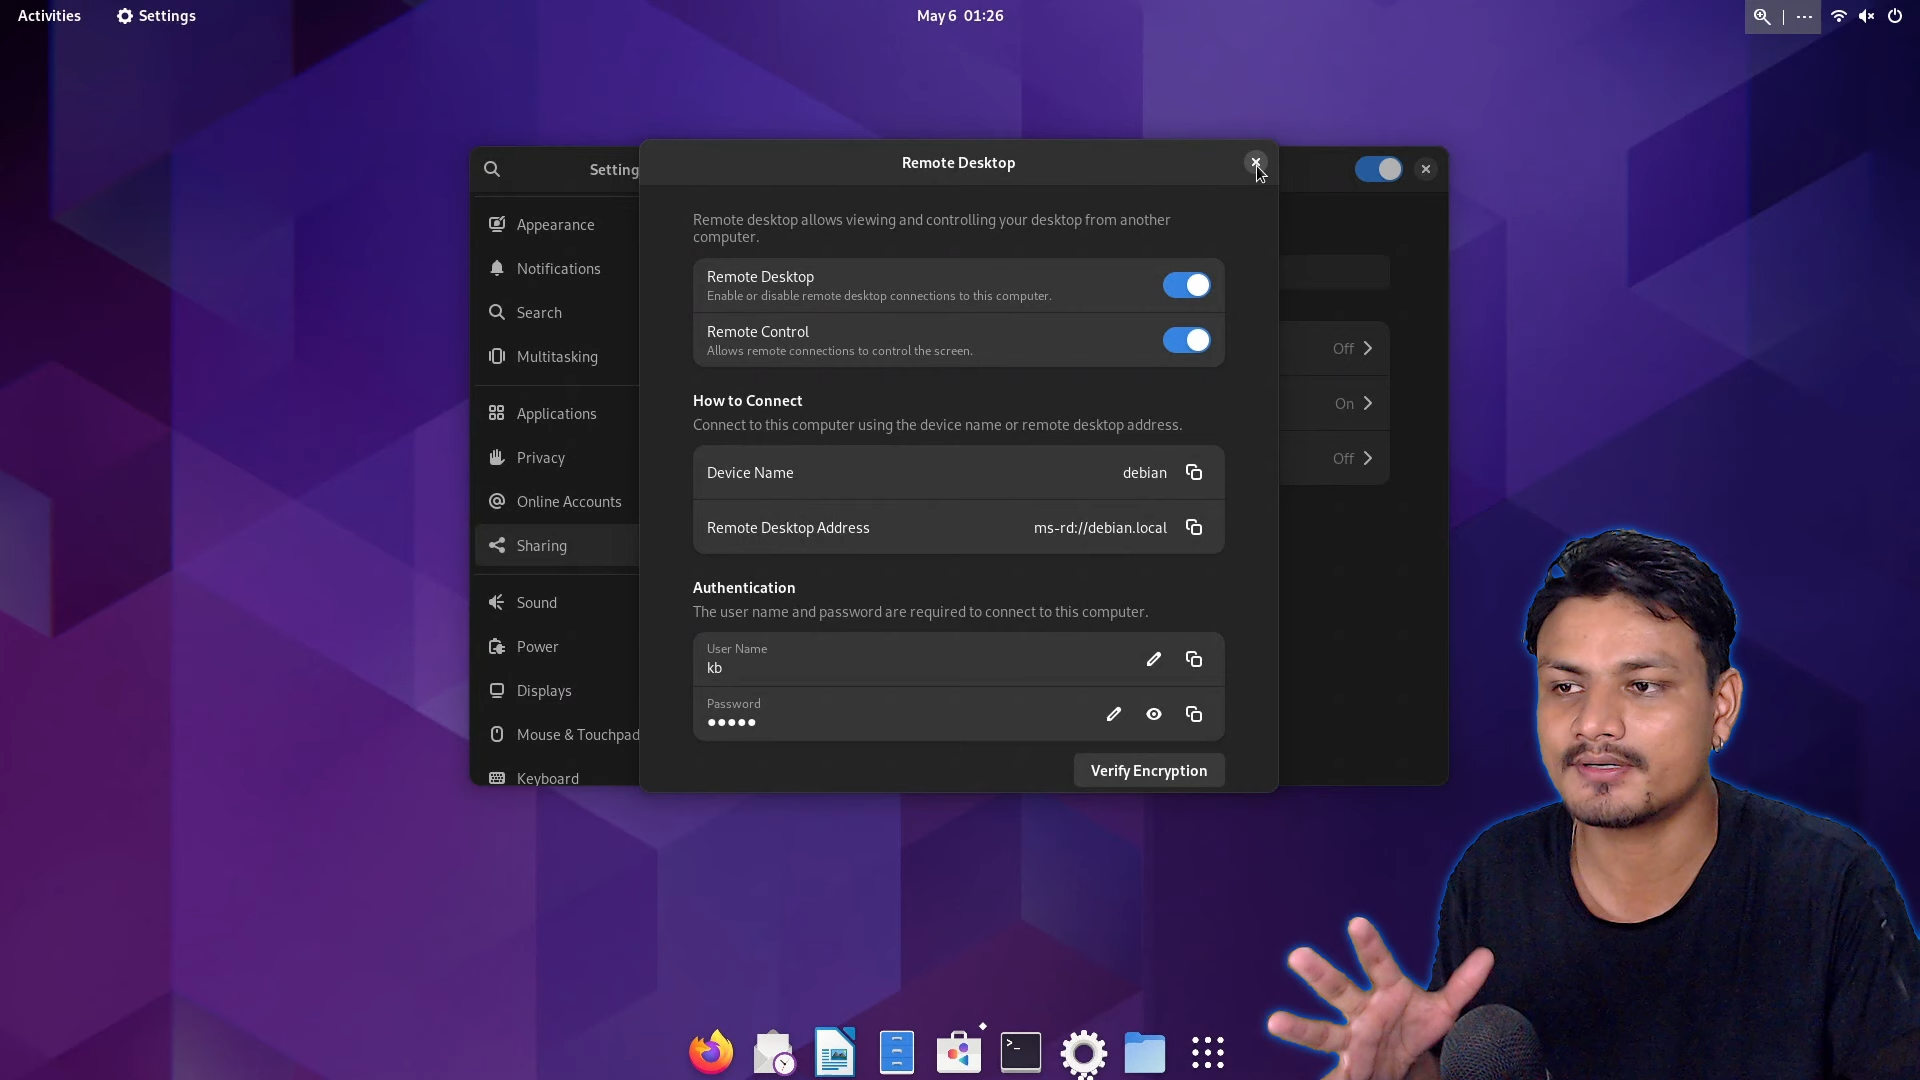 Activities Settings May 6 01:26
Setting
Remote Desktop
Appearance
Notifications
Search
Multitasking
Applications
Privacy
Online Accounts
Sharing
Sound
Power
Displays
Mouse & Touchpad
Keyboard
Remote desktop allows viewing and controlling your desktop from another
computer.
Remote Desktop
Enable or disable remote desktop connections to this computer.
Remote Control
Allows remote connections to control the screen.
How to Connect
Connect to this computer using the device name or remote desktop address.
Device Name debian
Remote Desktop Address ms-rd://debian.local
Authentication
The user name and password are required to connect to this computer.
User Name
kb
Password
●●●●●
Verify Encryption
Off
On
Off